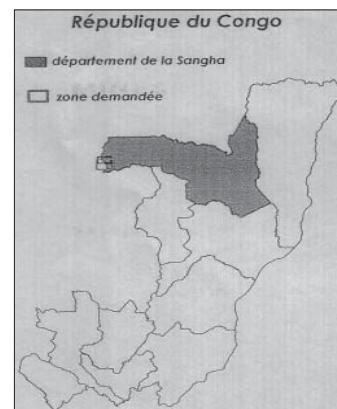 République du Congo
département de la Sangha
zone demandée